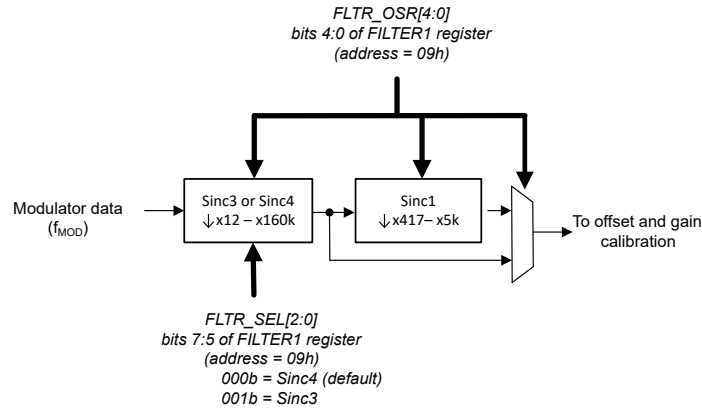 FLTR_OSR[4:0]
bits 4:0 of FILTER1 register
(address = 09h)
Modulator data
(fMOD)
Sinc3 or Sinc4
↓x12 – x160k
Sinc1
↓x417– x5k
To offset and gain
calibration
FLTR_SEL[2:0]
bits 7:5 of FILTER1 register
(address = 09h)
000b = Sinc4 (default)
001b = Sinc3